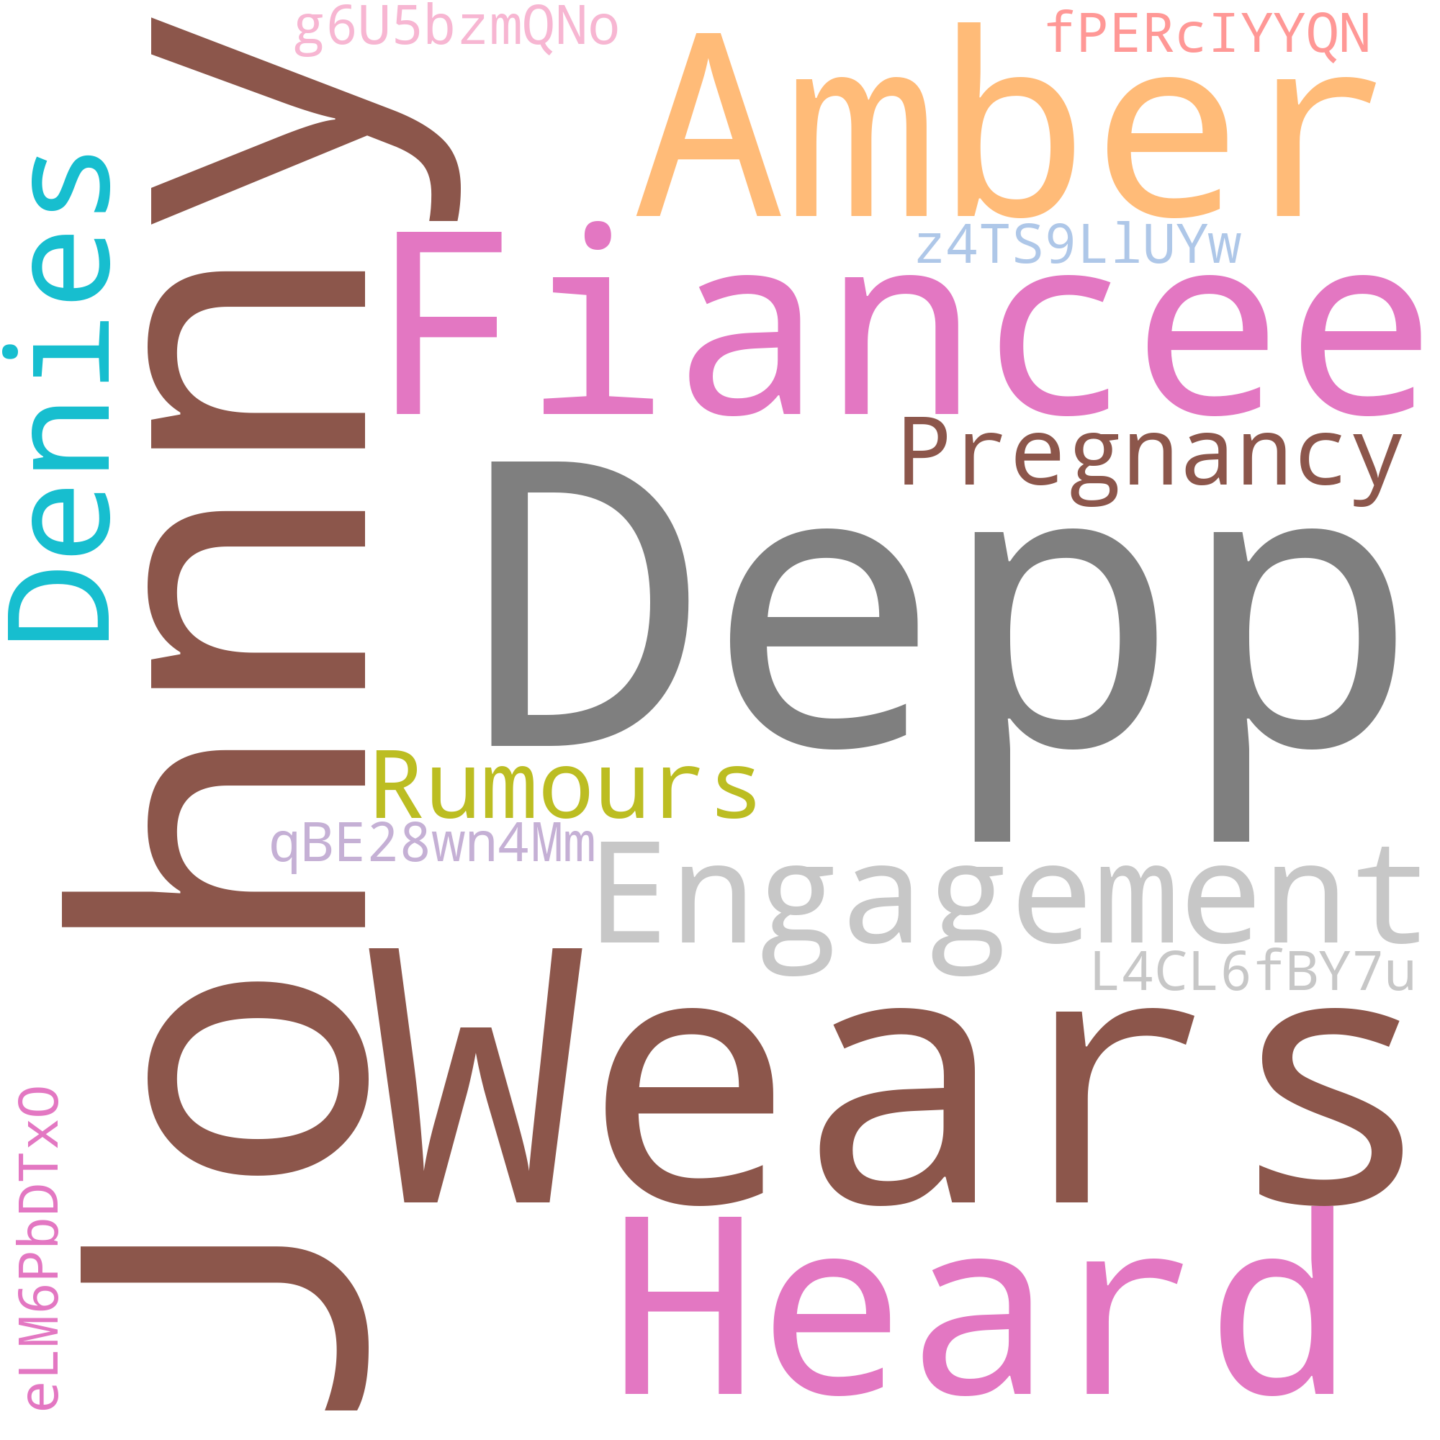 g6U5bzmQNo
fPERcIYYQN
Amber
Denies
Johnny
z4TS9LlUYw
Fiancee
Pregnancy
Depp
Rumours
qBE28wn4Mm
Engagement
L4CL6fBY7u
Wears
eLM6PbDTxO
Heard